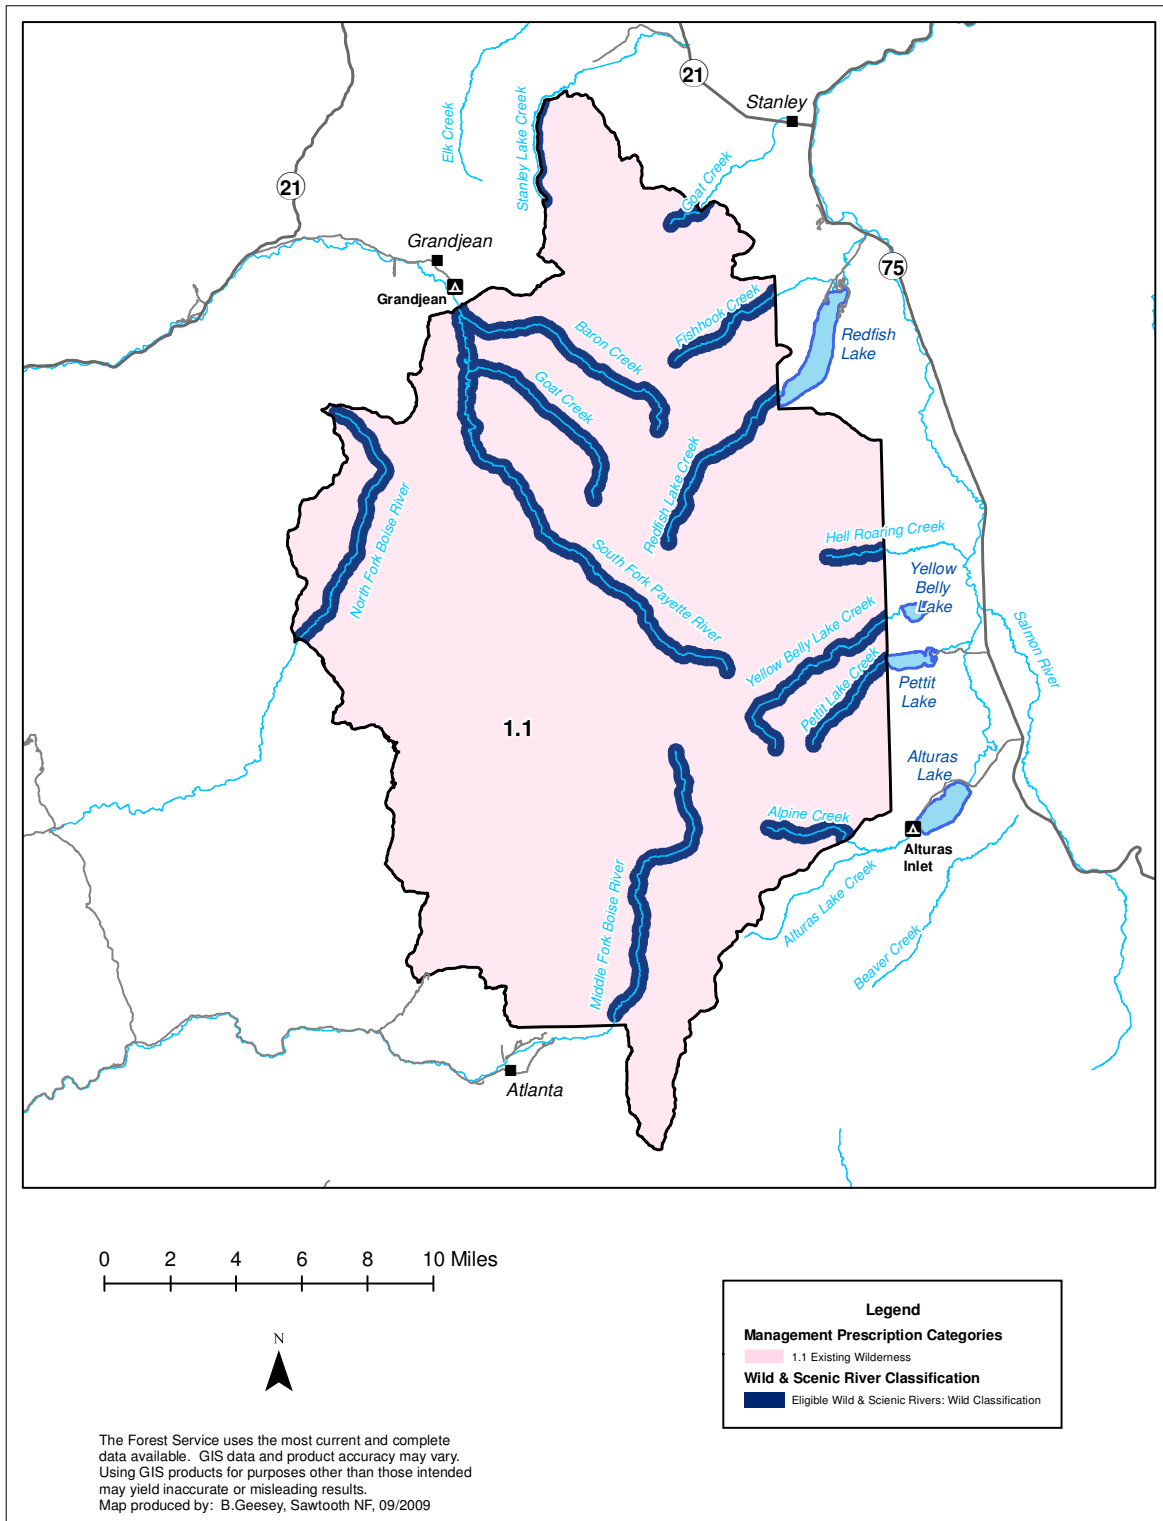 21
Stanley
Elk Creek
Stanley Lake Creek
Goat Creek
21
Grandjean
75
Grandjean
Fishhook Creek
Baron Creek
Redfish
Lake
Goat Creek
Redfish Lake Creek
North Fork Boise River
Hell Roaring Creek
South Fork Payette River
Yellow
Belly
Lake
Yellow Belly Lake Creek
Salmon River
Pettit Lake Creek
Pettit
Lake
1.1
Alturas
Lake
Alpine Creek
Alturas
Inlet
Middle Fork Boise River
Alturas Lake Creek
Beaver Creek
Atlanta
0 2 4 6 8 10 Miles
N
Legend
Management Prescription Categories
1.1 Existing Wilderness
Wild & Scenic River Classification
Eligible Wild & Scienic Rivers: Wild Classification
The Forest Service uses the most current and complete
data available. GIS data and product accuracy may vary.
Using GIS products for purposes other than those intended
may yield inaccurate or misleading results.
Map produced by: B.Geesey, Sawtooth NF, 09/2009